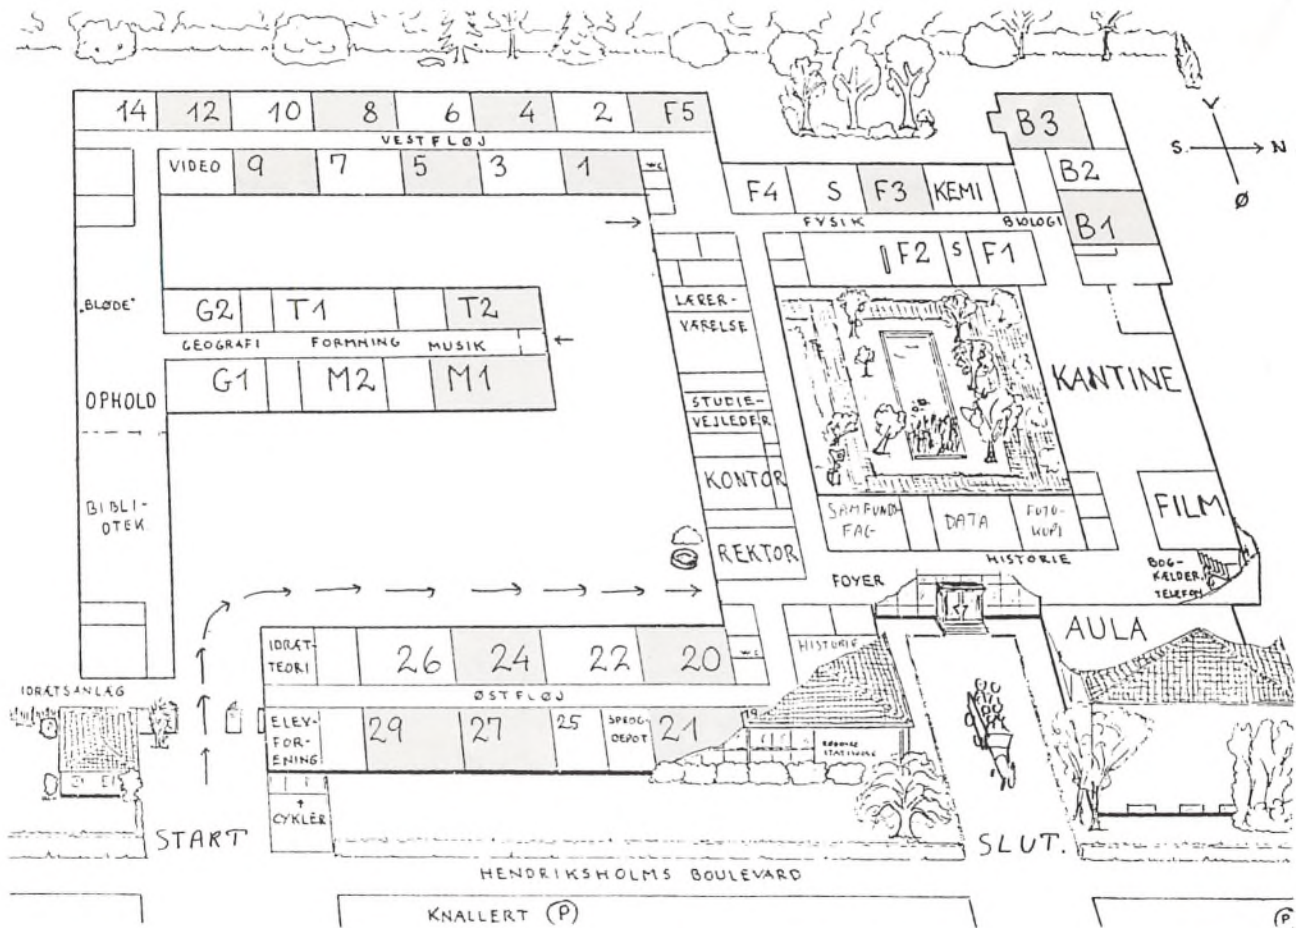 14 12 10 8 6 4 2 F5
VESTFLØJ
VIDEO 9 7 5 3 1 WC
B3
V
S. N
Ø
B2
F4 S F3 KEMI
FYSIK BIOLOGI
B1
F2 S F1
"BLØDE"
G2 T1 T2
GEOGRAFI FORMNING MUSIK
G1 M2 M1
LÆRER-
VÆRELSE
STUDIE-
VEJLEDER
KANTINE
OPHOLD
BIBLI-
OTEK
KONTOR
REKTOR
SAMFUNDS-
FAG
DATA
FOTO-
KOPI
FILM
HISTORIE
FOYER
BOG-
KÆLDER
TELEFON
AULA
IDRÆT-
TEORI
26 24 22 20 WC
HISTORIE
IDRÆTSANLÆG
ØSTFLØJ
ELEV-
FOR-
ENING
29 27 25
SPROG-
DEPOT
21 19
CYKLER
START
SLUT.
HENDRIKSHOLMS BOULEVARD
KNALLERT P
P